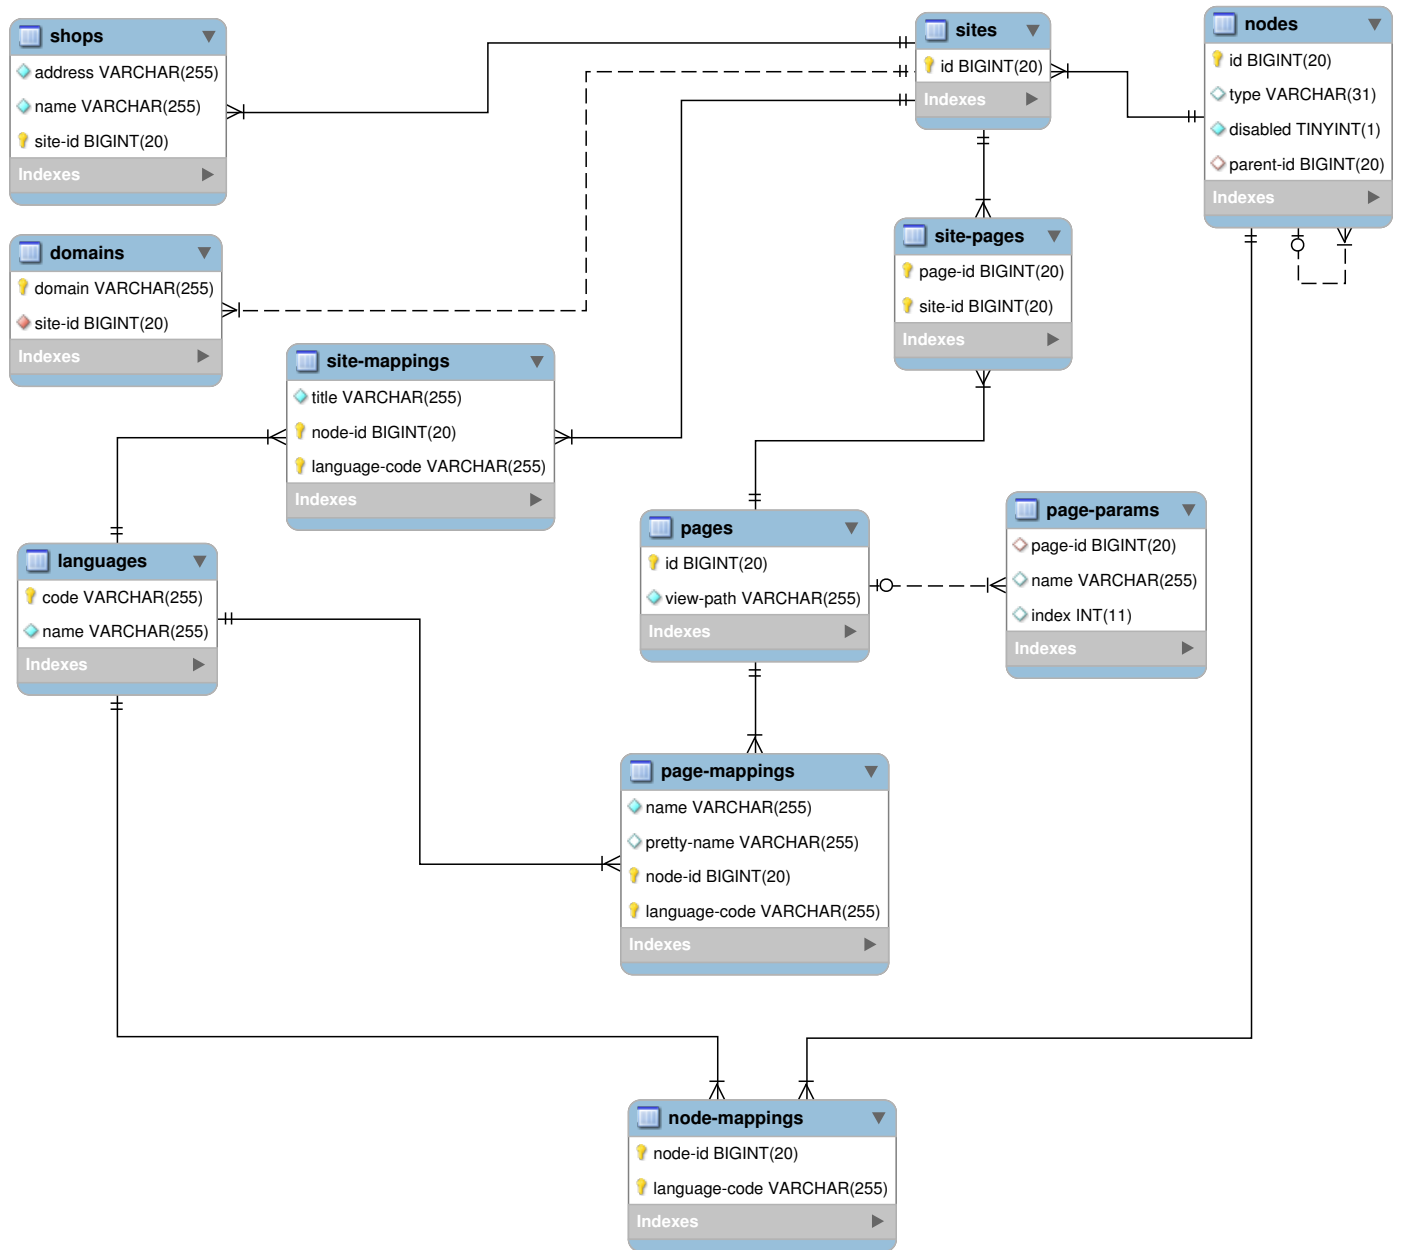 shops
address VARCHAR(255)
name VARCHAR(255)
site-id BIGINT(20)
Indexes
sites
id BIGINT(20)
Indexes
nodes
id BIGINT(20)
type VARCHAR(31)
disabled TINYINT(1)
parent-id BIGINT(20)
Indexes
domains
domain VARCHAR(255)
site-id BIGINT(20)
Indexes
site-pages
page-id BIGINT(20)
site-id BIGINT(20)
Indexes
site-mappings
title VARCHAR(255)
node-id BIGINT(20)
language-code VARCHAR(255)
Indexes
languages
code VARCHAR(255)
name VARCHAR(255)
Indexes
pages
id BIGINT(20)
view-path VARCHAR(255)
Indexes
page-params
page-id BIGINT(20)
name VARCHAR(255)
index INT(11)
Indexes
page-mappings
name VARCHAR(255)
pretty-name VARCHAR(255)
node-id BIGINT(20)
language-code VARCHAR(255)
Indexes
node-mappings
node-id BIGINT(20)
language-code VARCHAR(255)
Indexes